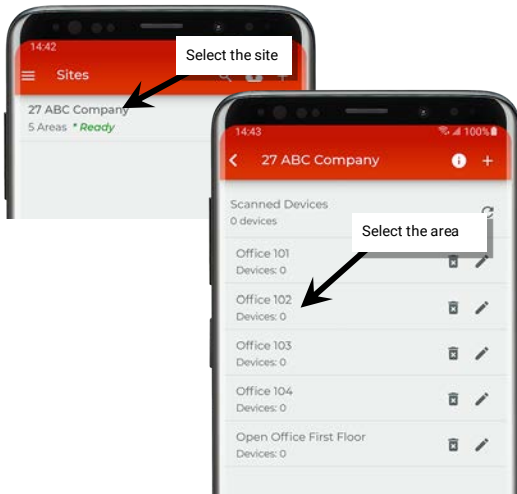 14:42
Select the site
Sites
27 ABC Company
5 Areas * Ready
14:43
100%
27 ABC Company
Scanned Devices
0 devices
Select the area
Office 101
Devices: 0
Office 102
Devices: 0
Office 103
Devices: 0
Office 104
Devices: 0
Open Office First Floor
Devices: 0